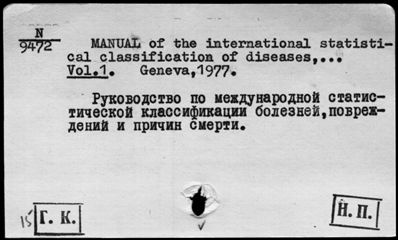 N
9472
MANUAL of the international statisti-
cal classification of diseases,...
Vol.1. Geneva,1977.
Руководство по международной статис-
тической классификации болезней,повреж-
дений и причин смерти.
15 Г. К.
Н. П.